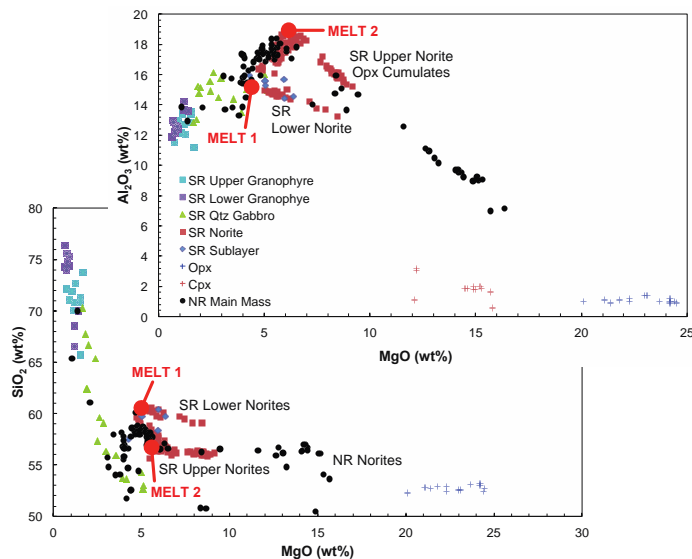 20
18
16
14
12
10
8
6
4
2
0
Al2O3 (wt%)
MELT 2
SR Upper Norite
Opx Cumulates
SR
Lower Norite
MELT 1
SR Upper Granophyre
SR Lower Granophye
SR Qtz Gabbro
SR Norite
SR Sublayer
Opx
Cpx
NR Main Mass
0 5 10 15 20 25
MgO (wt%)
80
75
70
65
60
55
50
SiO2 (wt%)
MELT 1
SR Lower Norites
SR Upper Norites
NR Norites
MELT 2
0 5 10 15 20 25 30
MgO (wt%)